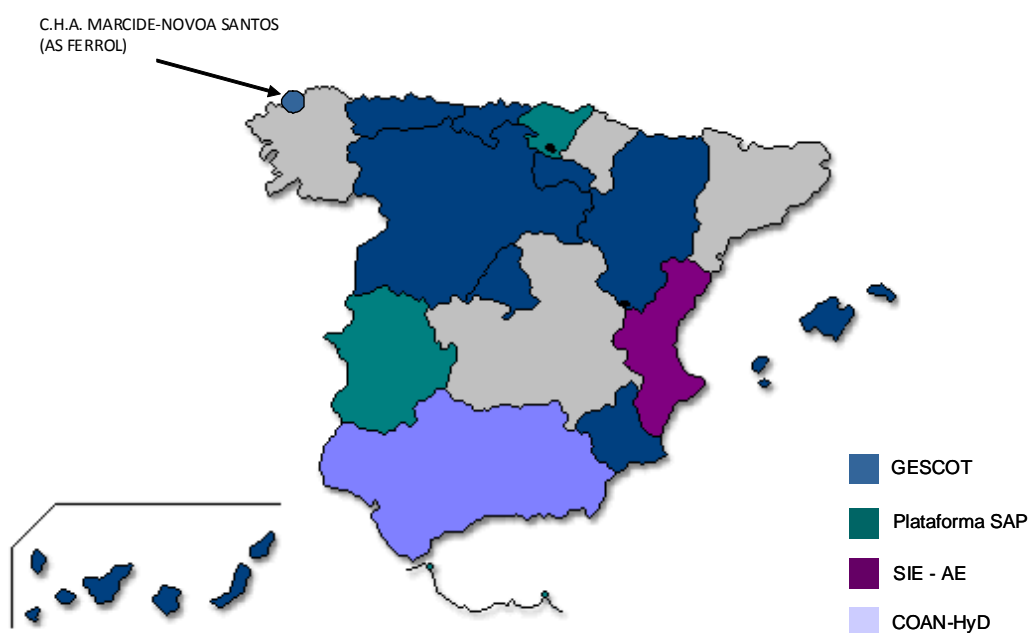 C.H.A. MARCIDE-NOVOA SANTOS
(AS FERROL)
GESCOT
Plataforma SAP
SIE - AE
COAN-HyD